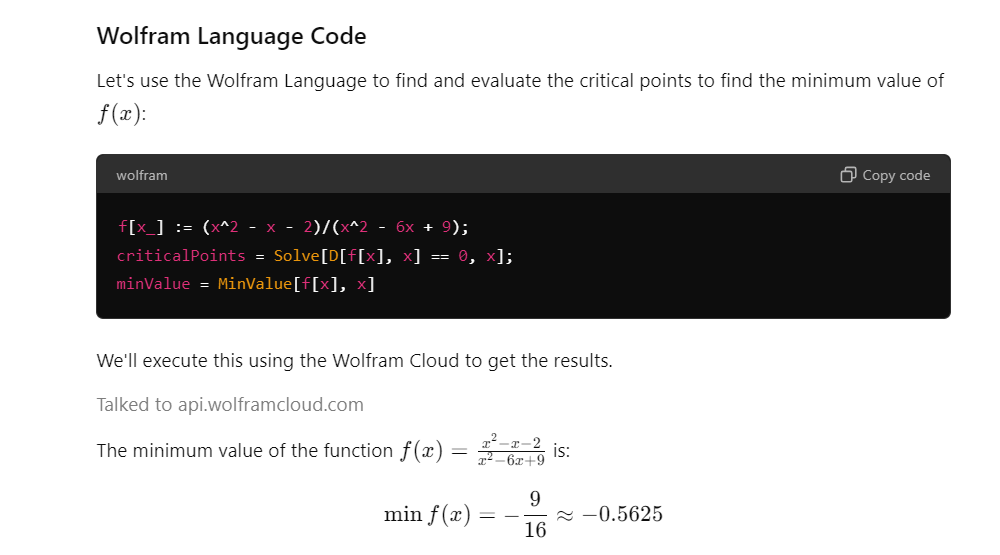 Wolfram Language Code
Let's use the Wolfram Language to find and evaluate the critical points to find the minimum value of
f(x):
wolfram Copy code
f[x_] := (x^2 - x - 2)/(x^2 - 6x + 9);
criticalPoints = Solve[D[f[x], x] == 0, x];
minValue = MinValue[f[x], x]
We'll execute this using the Wolfram Cloud to get the results.
Talked to api.wolframcloud.com
The minimum value of the function $f(x) = \frac{x^2-x-2}{x^2-6x+9}$ is:
$\min f(x) = -\frac{9}{16} \approx -0.5625$